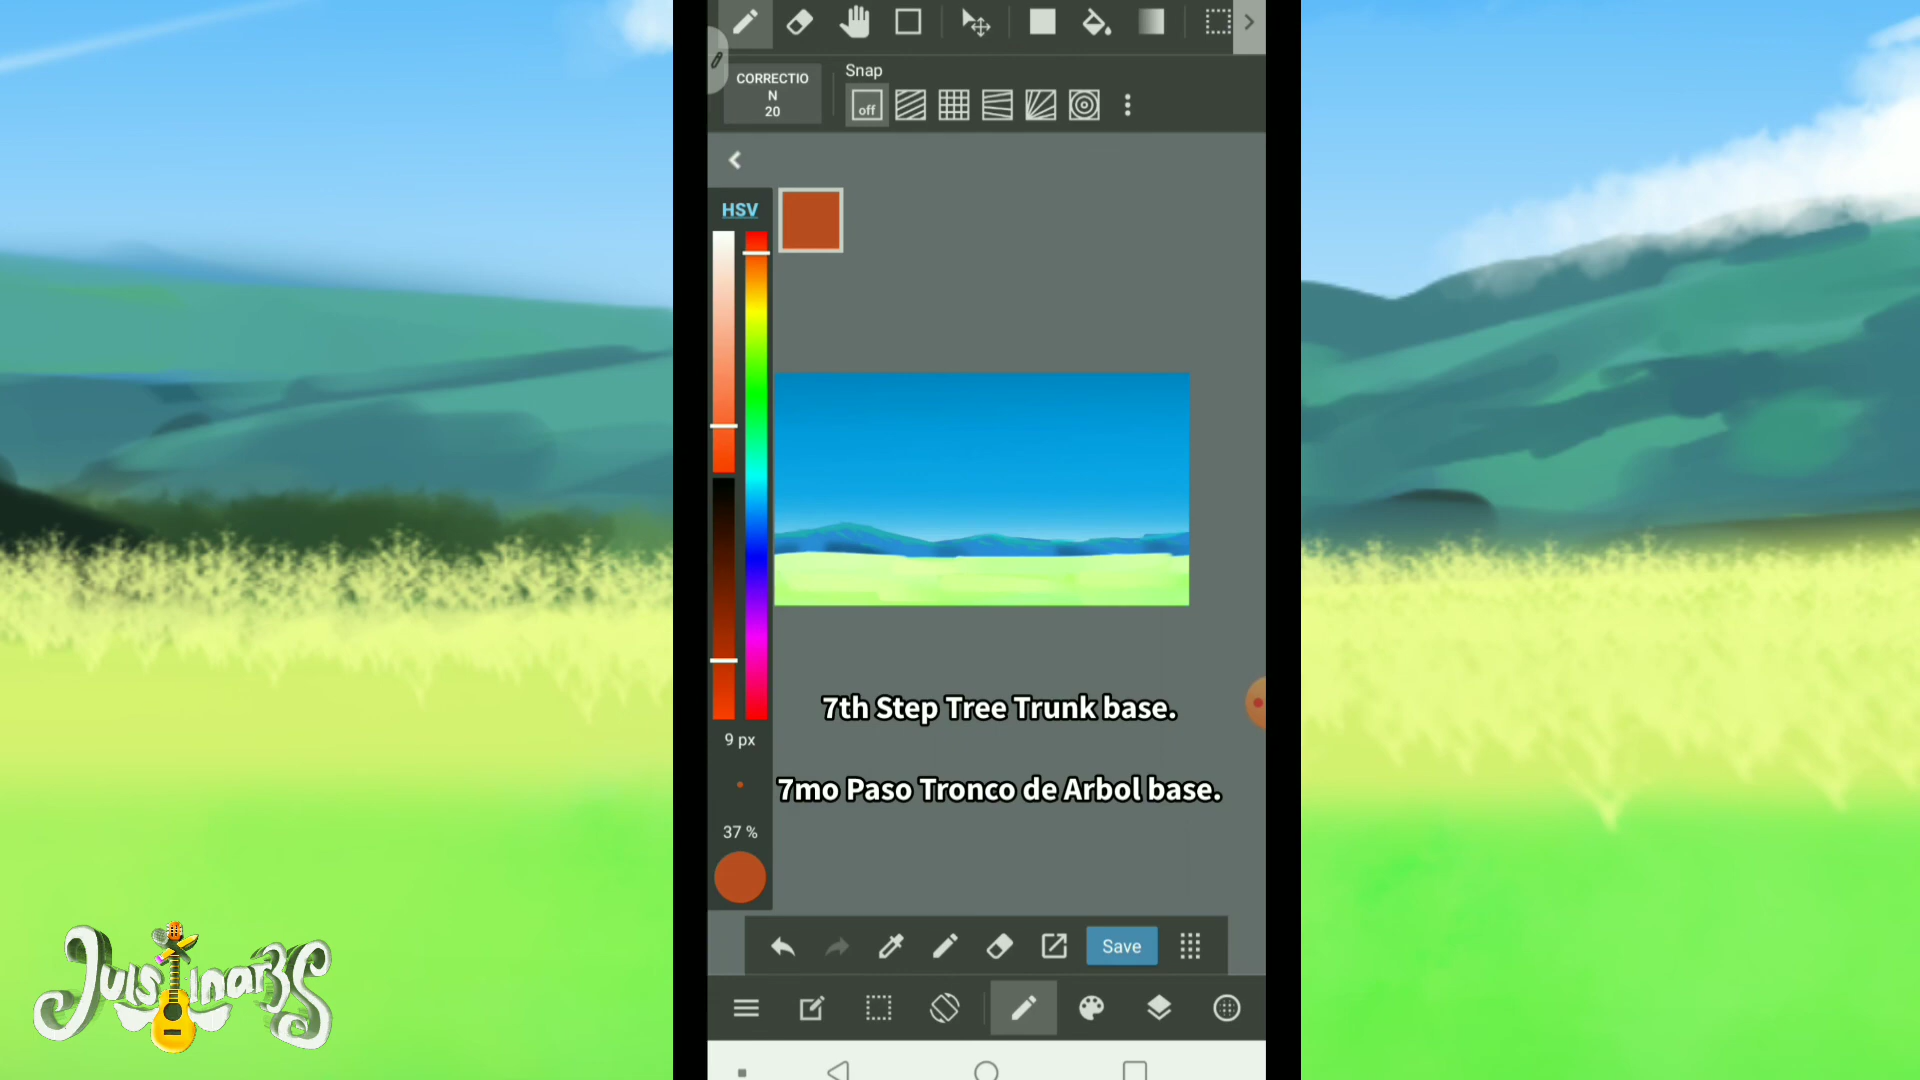 CORRECTIO
N
20
Snap
off
HSV
7th Step Tree Trunk base.
9 px
7mo Paso Tronco de Arbol base.
37 %
Save